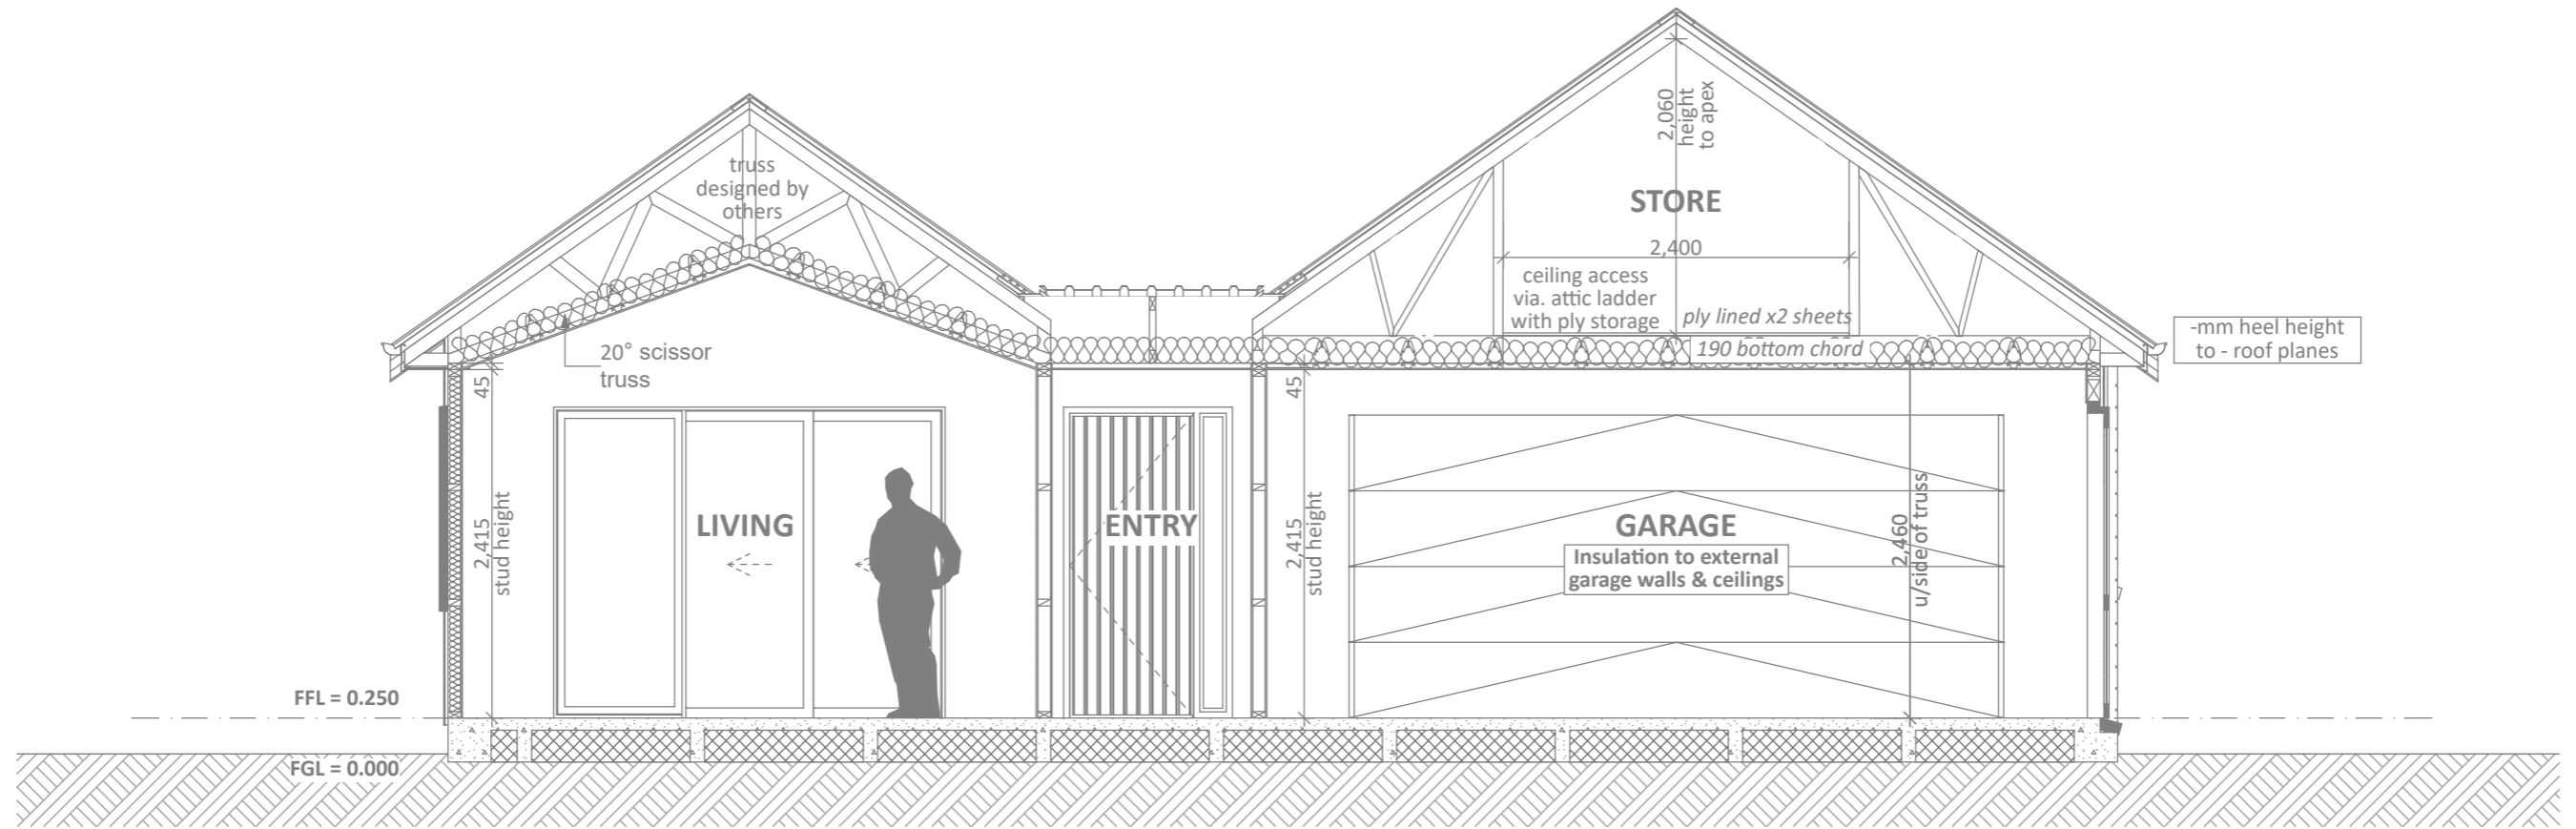 truss
designed by
others
20° scissor
truss
45
2,415
stud height
LIVING
FFL = 0.250
FGL = 0.000
ENTRY
2,060
height
to apex
STORE
2,400
ceiling access
via. attic ladder
with ply storage
ply lined x2 sheets
190 bottom chord
-mm heel height
to - roof planes
45
2,415
stud height
GARAGE
Insulation to external
garage walls & ceilings
2,460
u/side of truss